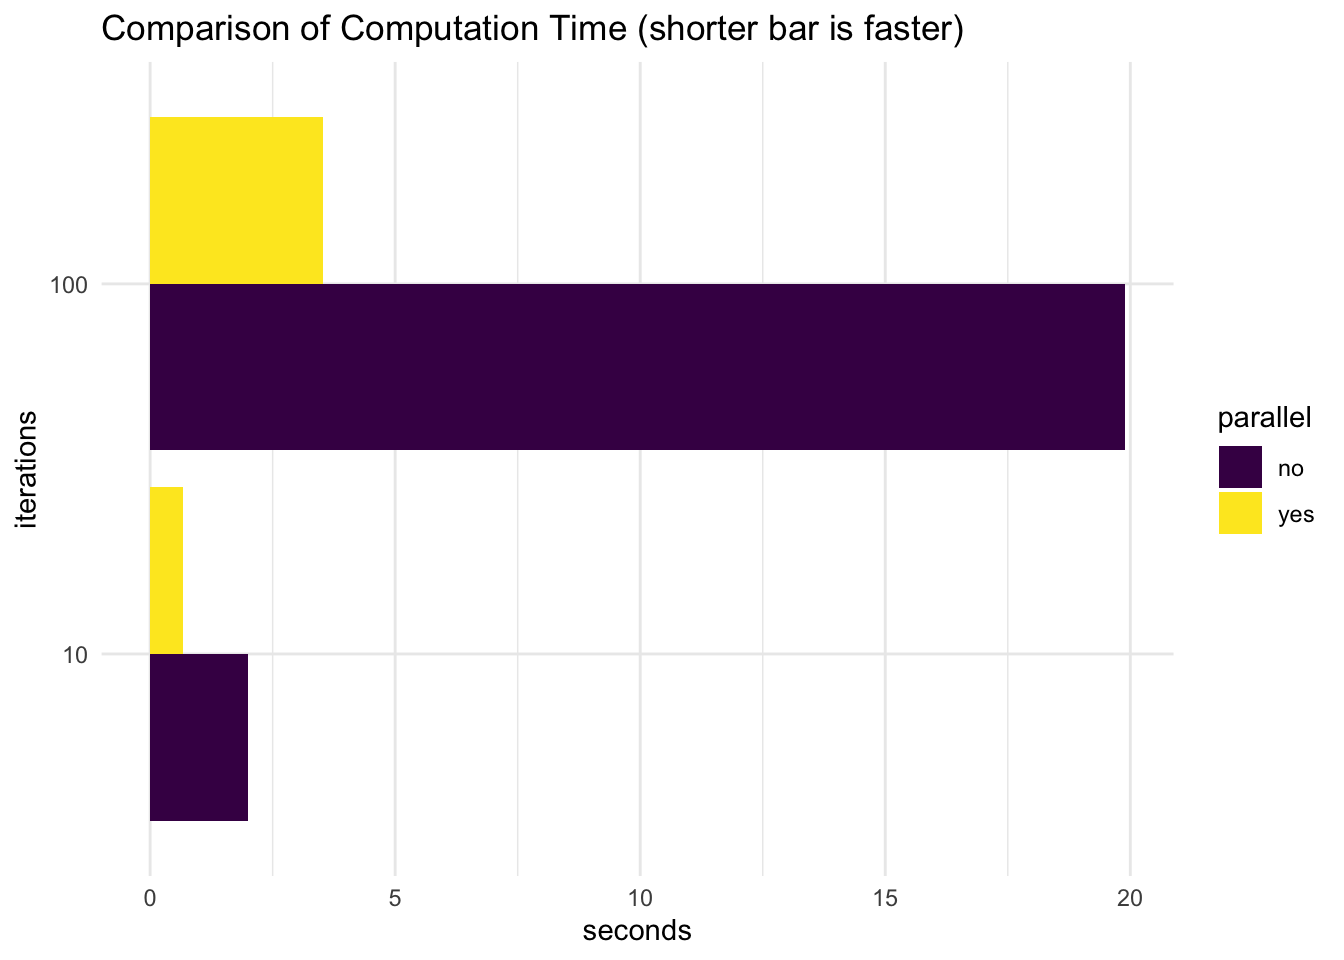 Comparison of Computation Time (shorter bar is faster)
100
10
iterations
0 5 10 15 20
seconds
parallel
no
yes